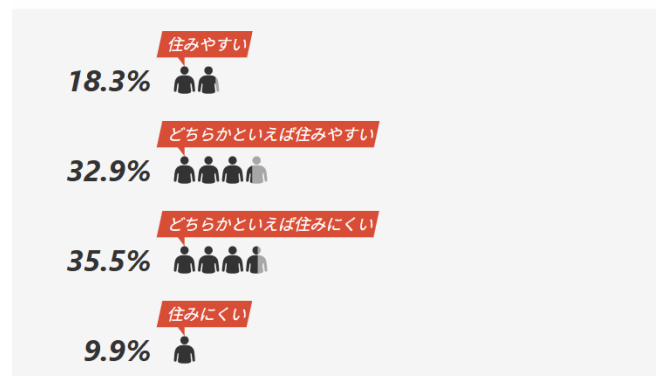 住みやすい
18.3%
どちらかといえば住みやすい
32.9%
どちらかといえば住みにくい
35.5%
住みにくい
9.9%